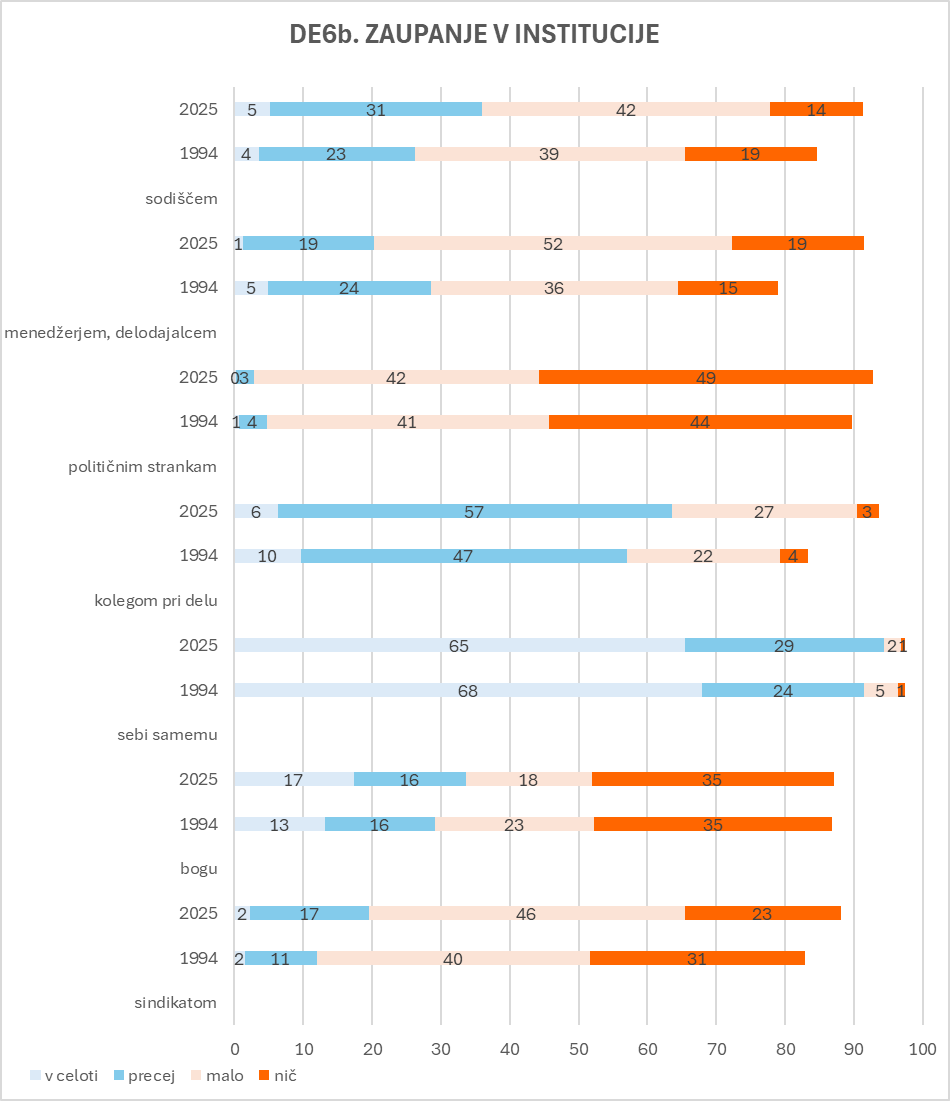 DE6b. ZAUPANJE V INSTITUCIJE
2025 5 31 42 14
1994 4 23 39 19
sodiščem
2025 1 19 52 19
1994 5 24 36 15
menedžerjem, delodajalcem
2025 0 3 42 49
1994 1 4 41 44
političnim strankam
2025 6 57 27 3
1994 10 47 22 4
kolegom pri delu
2025 65 29 2 1
1994 68 24 5 1
sebi samemu
2025 17 16 18 35
1994 13 16 23 35
bogu
2025 2 17 46 23
1994 2 11 40 31
sindikatom
0 10 20 30 40 50 60 70 80 90 100
v celoti precej malo nič